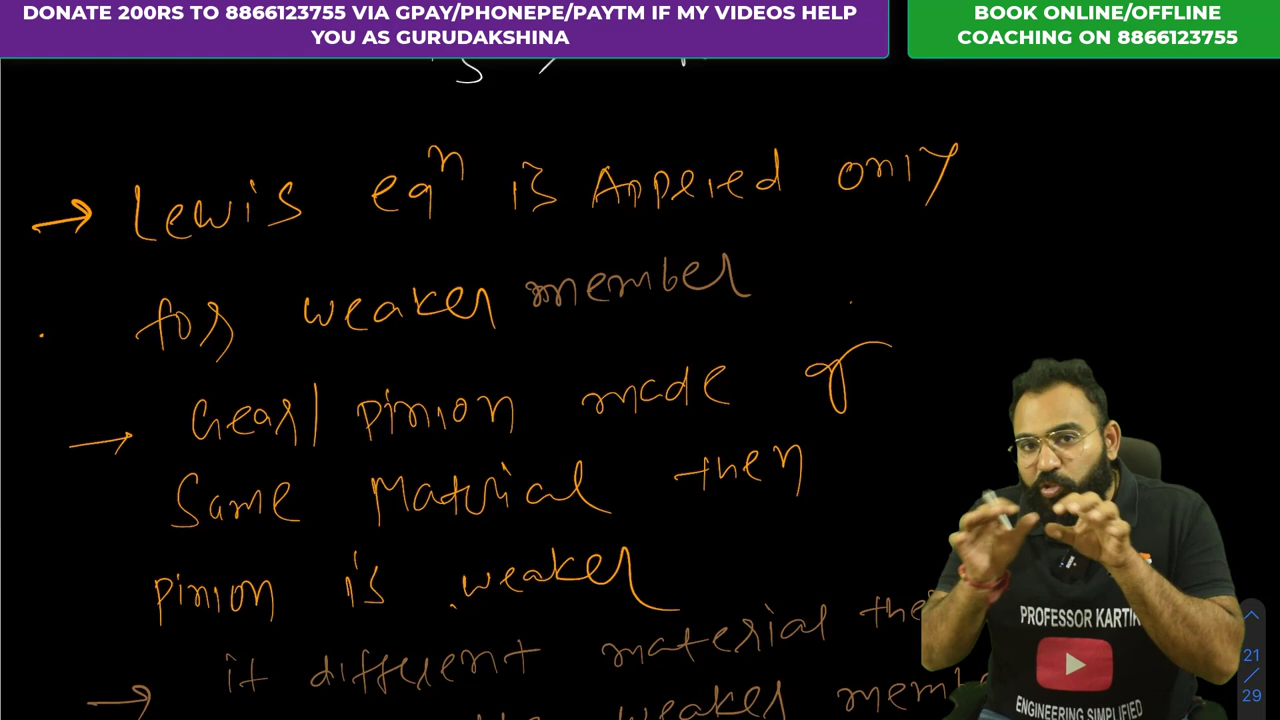 DONATE 200RS TO 8866123755 VIA GPAY/PHONEPE/PAYTM IF MY VIDEOS HELP
YOU AS GURUDAKSHINA
BOOK ONLINE/OFFLINE
COACHING ON 8866123755
→ Lewis eqⁿ is Applied only
for weaker member
→ Gear/ pinion made of
Same Material then
pinion is weaker
→ if different material the
weaker memb
PROFESSOR KARTIK
ENGINEERING SIMPLIFIED
21
/
29